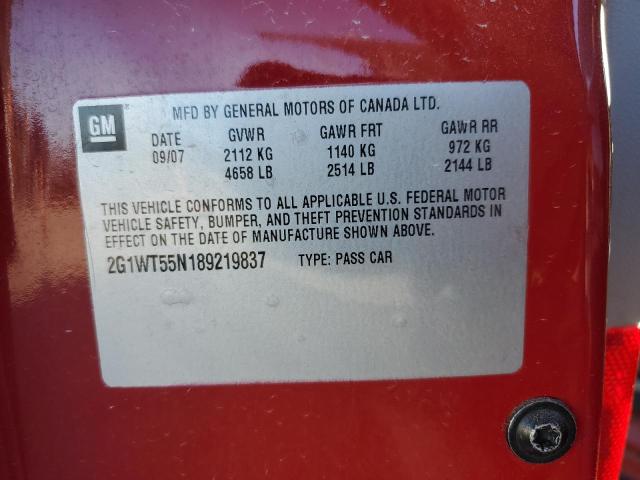 GM
MFD BY GENERAL MOTORS OF CANADA LTD.
DATE GVWR GAWR FRT GAWR RR
09/07 2112 KG 1140 KG 972 KG
4658 LB 2514 LB 2144 LB
THIS VEHICLE CONFORMS TO ALL APPLICABLE U.S. FEDERAL MOTOR
VEHICLE SAFETY, BUMPER, AND THEFT PREVENTION STANDARDS IN
EFFECT ON THE DATE OF MANUFACTURE SHOWN ABOVE.
2G1WT55N189219837 TYPE: PASS CAR